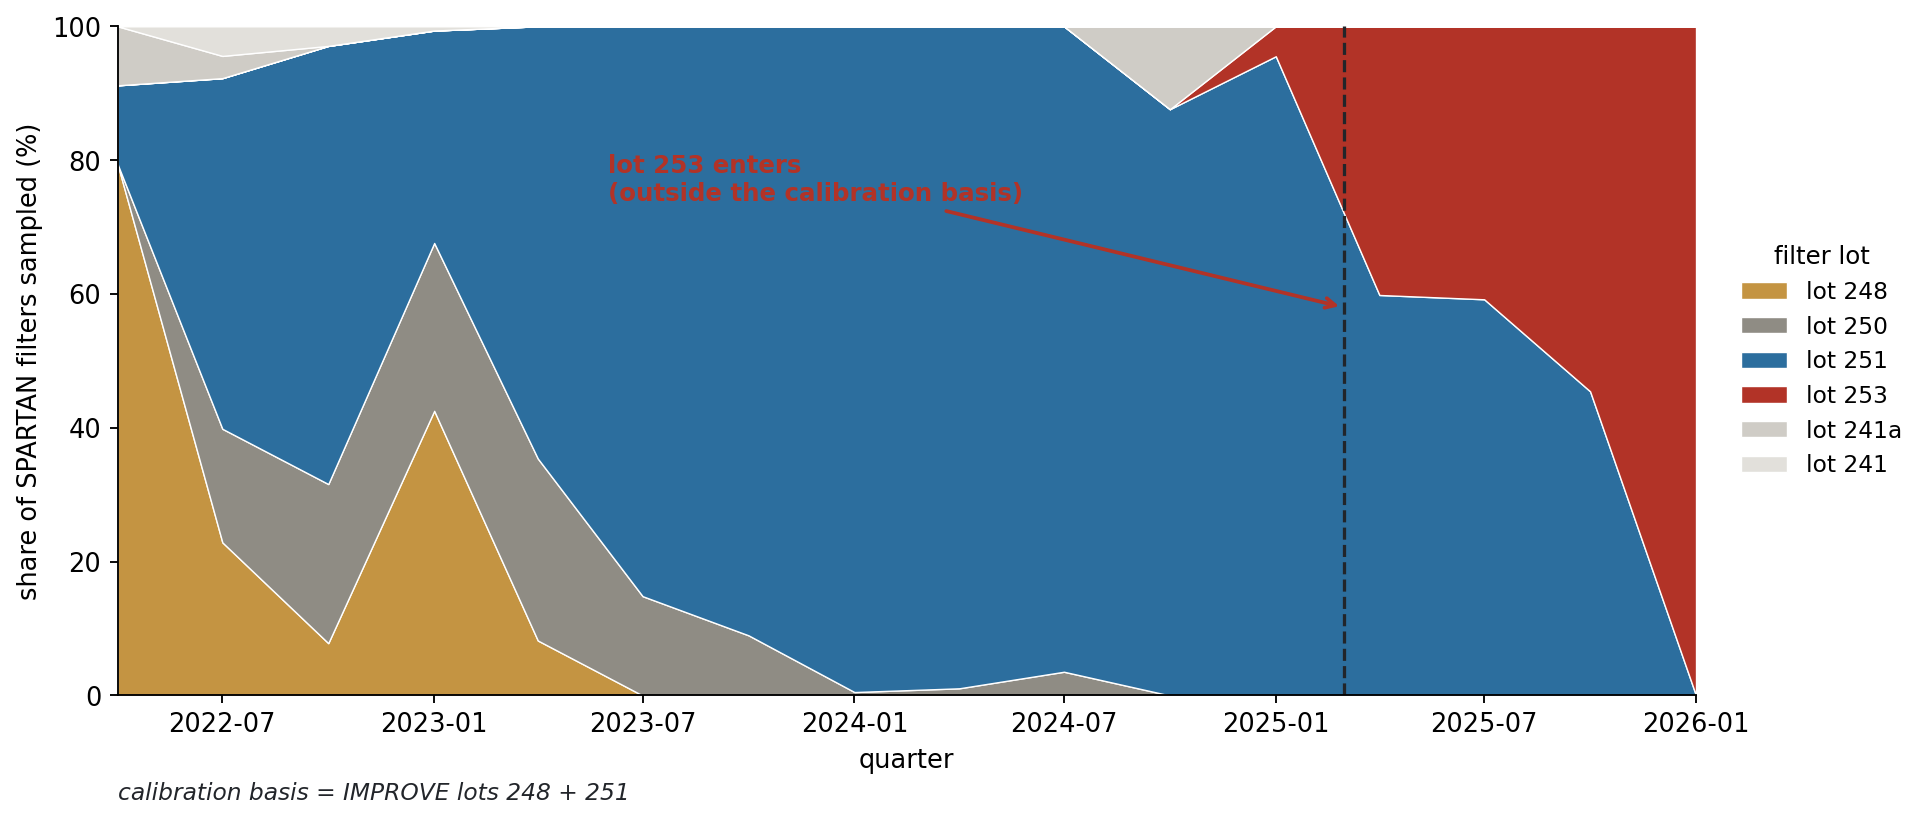 100
80
60
40
20
0
share of SPARTAN filters sampled (%)
lot 253 enters
(outside the calibration basis)
filter lot
lot 248
lot 250
lot 251
lot 253
lot 241a
lot 241
2022-07
2023-01
2023-07
2024-01
2024-07
2025-01
2025-07
2026-01
quarter
calibration basis = IMPROVE lots 248 + 251